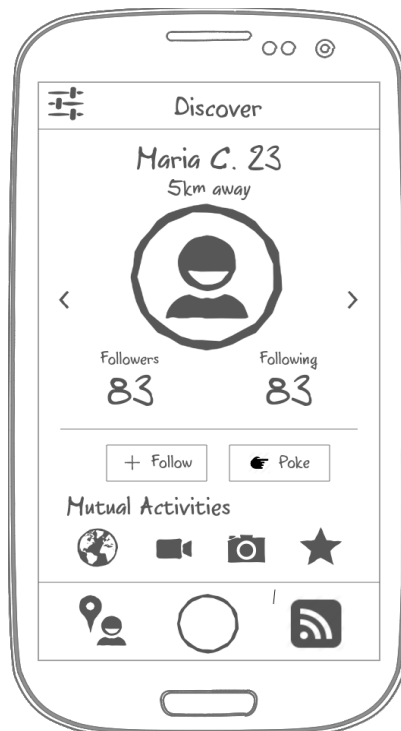 Discover
Maria C. 23
5km away
Followers
Following
83
83
+ Follow
Poke
Mutual Activities